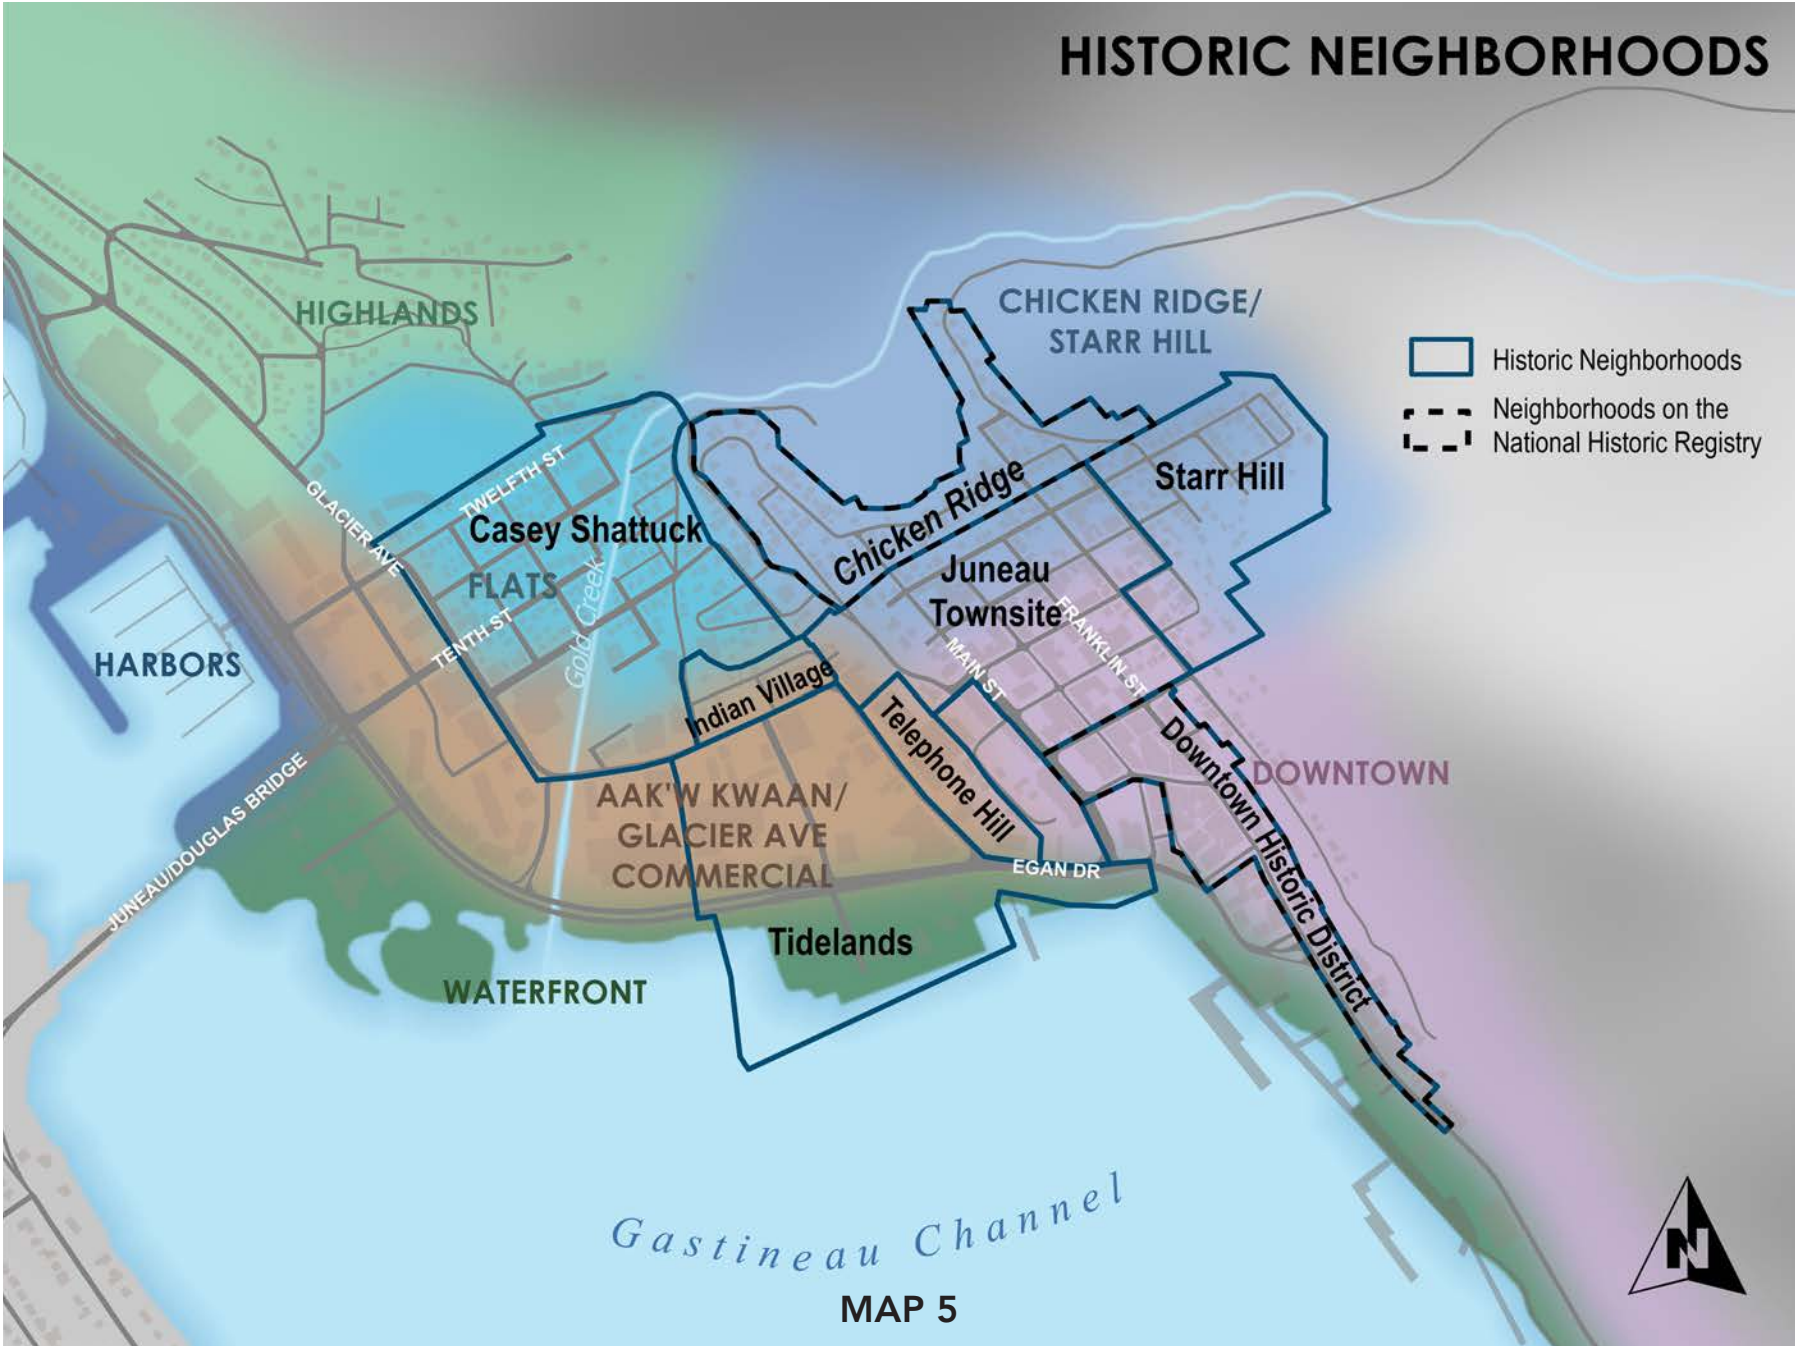 HISTORIC NEIGHBORHOODS
HIGHLANDS
CHICKEN RIDGE/
STARR HILL
Historic Neighborhoods
Neighborhoods on the
National Historic Registry
GLACIER AVE
TWELFTH ST
Casey Shattuck
FLATS
TENTH ST
Gold Creek
Chicken Ridge
Starr Hill
Juneau
Townsite
FRANKLIN ST
MAIN ST
HARBORS
Indian Village
Telephone Hill
Downtown Historic District
DOWNTOWN
JUNEAU/DOUGLAS BRIDGE
AAK'W KWAAN/
GLACIER AVE
COMMERCIAL
EGAN DR
Tidelands
WATERFRONT
Gastineau Channel
N
MAP 5